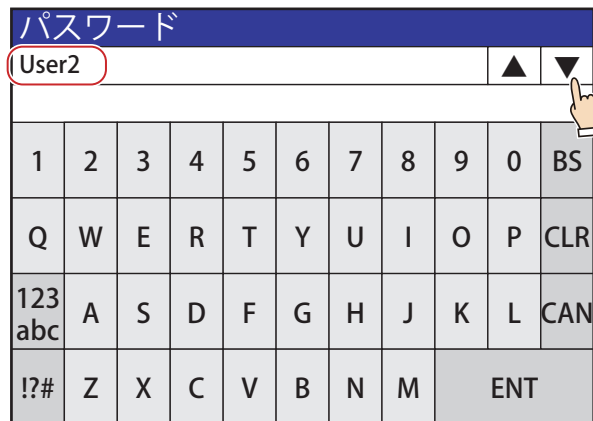 パスワード
User2 ▲ ▼
1 2 3 4 5 6 7 8 9 0 BS
Q W E R T Y U I O P CLR
123 abc A S D F G H J K L CAN
!?# Z X C V B N M ENT